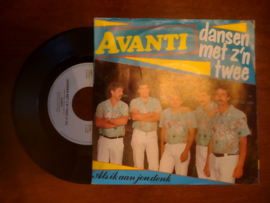 AVANTI
dansen
met z'n
twee
Als ik aan jou denk